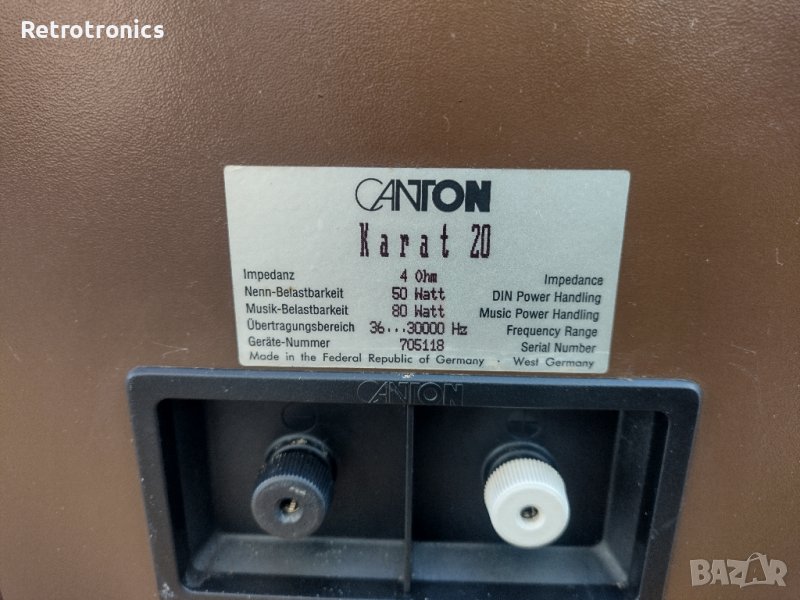 Retrotronics
CANTON
Karat 20
Impedanz 4 Ohm Impedance
Nenn-Belastbarkeit 50 Watt DIN Power Handling
Musik-Belastbarkeit 80 Watt Music Power Handling
Übertragungsbereich 36...30000 Hz Frequency Range
Geräte-Nummer 705118 Serial Number
Made in the Federal Republic of Germany · West Germany
CANTON
BAZAR